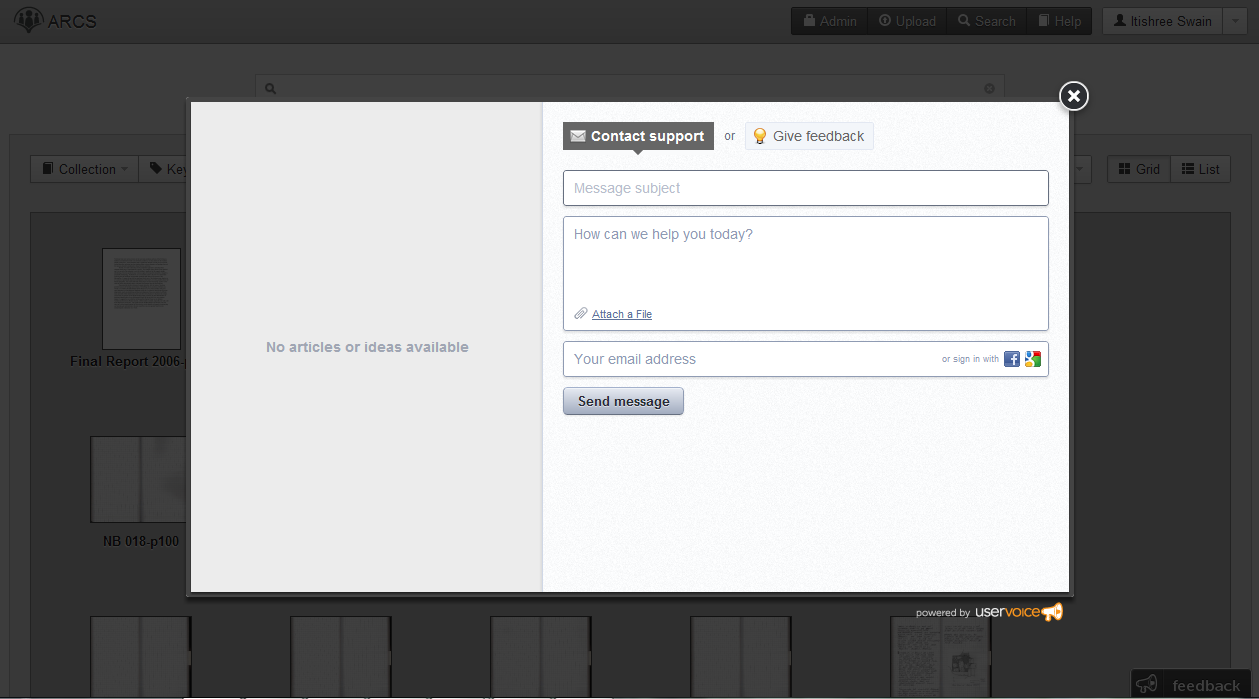 ARCS
Admin Upload Search Help Itishree Swain
Contact support or Give feedback
Message subject
Collection Key Grid List
How can we help you today?
Attach a File
No articles or ideas available
Your email address or sign in with
Final Report 2006-p
Send message
NB 018-p100
powered by uservoice
feedback